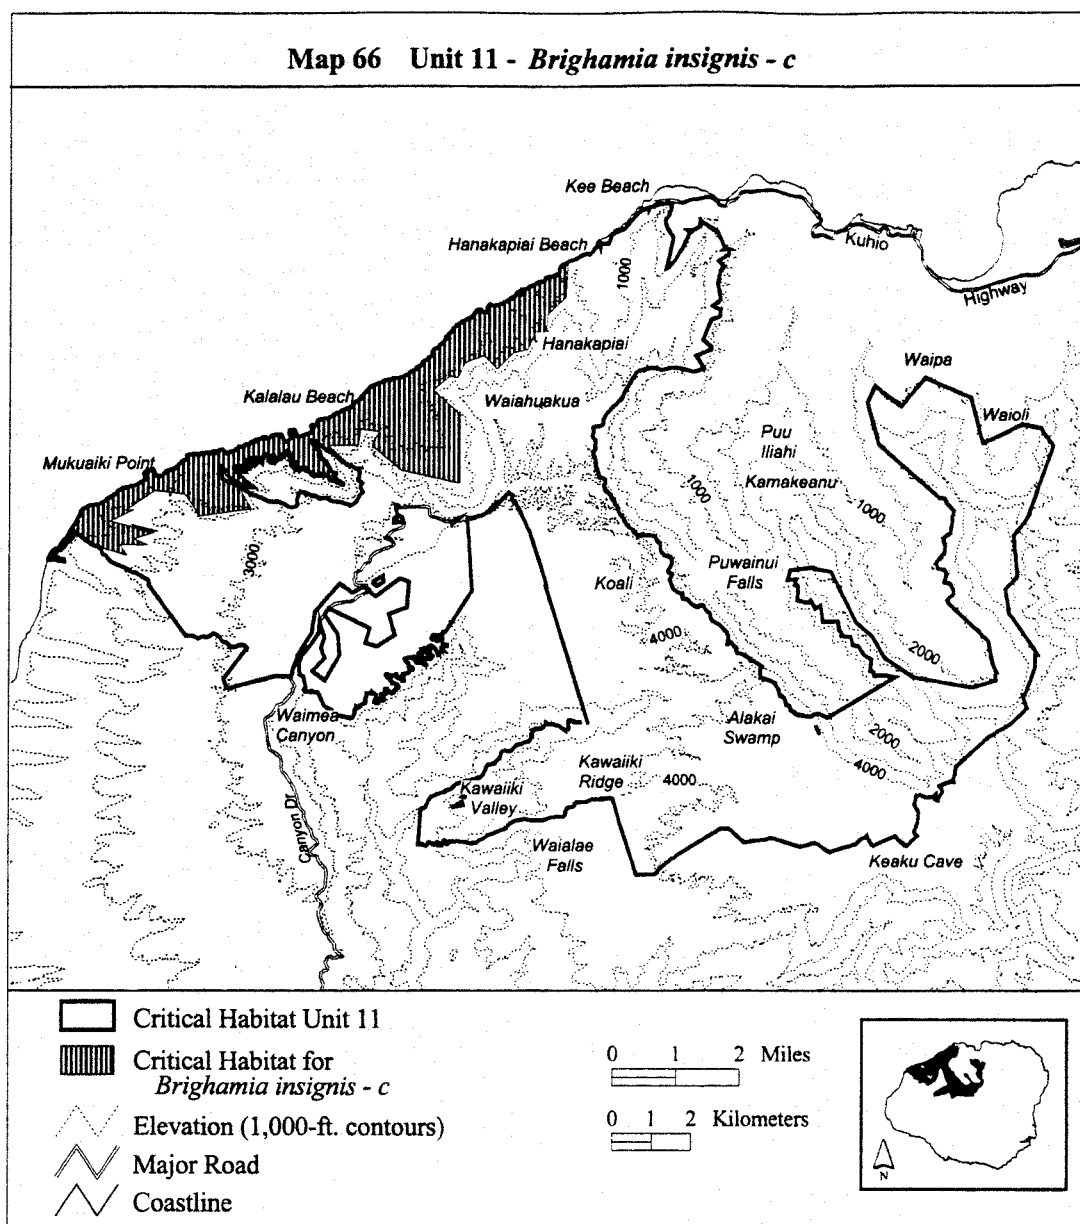 Map 66 Unit 11 - Brighamia insignis - c
Kee Beach
Hanakapiai Beach
Kuhio
Highway
1000
Hanakapiai
Waipa
Kalalau Beach
Waiahuakua
Waioli
Puu
Iliahi
Mukuaiki Point
Kamakeanu
1000
1000
3000
Puwainui
Falls
Koali
4000
2000
Waimea
Canyon
Alakai
Swamp
2000
4000
Kawaiiki
Ridge
4000
Kawaiiki
Valley
Canyon Dr
Waialae
Falls
Keaku Cave
Critical Habitat Unit 11
Critical Habitat for
Brighamia insignis - c
Elevation (1,000-ft. contours)
Major Road
Coastline
0 1 2 Miles
0 1 2 Kilometers
N